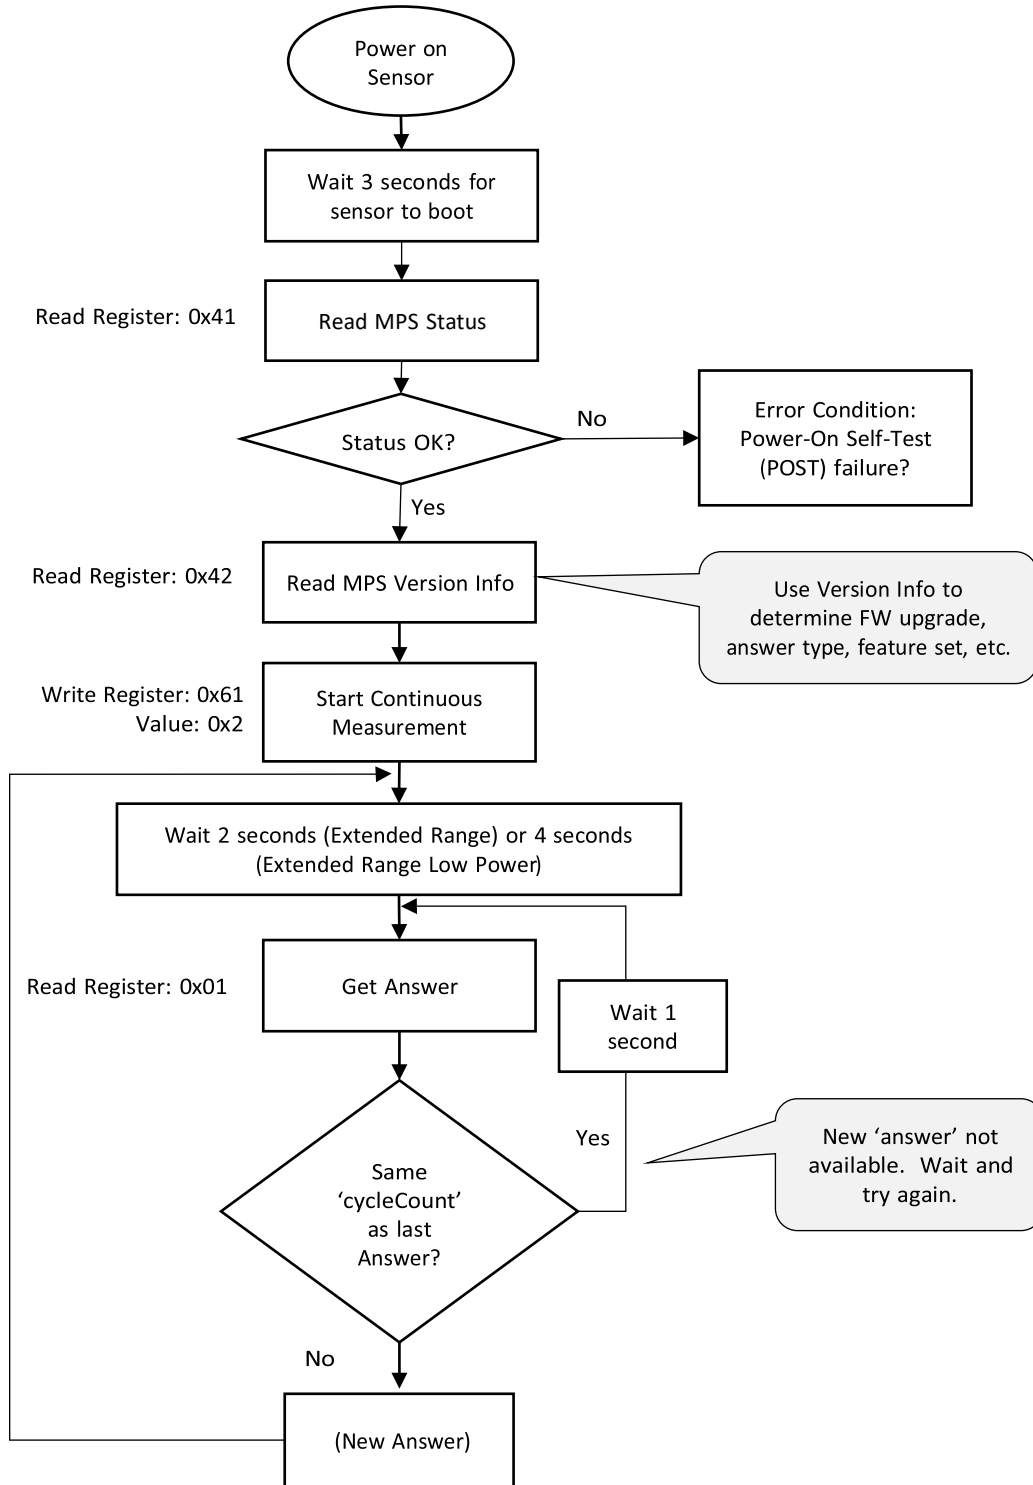 Power on
Sensor
Wait 3 seconds for
sensor to boot
Read Register: 0x41
Read MPS Status
Status OK?
No
Error Condition:
Power-On Self-Test
(POST) failure?
Yes
Read Register: 0x42
Read MPS Version Info
Use Version Info to
determine FW upgrade,
answer type, feature set, etc.
Write Register: 0x61
Value: 0x2
Start Continuous
Measurement
Wait 2 seconds (Extended Range) or 4 seconds
(Extended Range Low Power)
Read Register: 0x01
Get Answer
Wait 1
second
Yes
New ‘answer’ not
available.  Wait and
try again.
Same
‘cycleCount’
as last
Answer?
No
(New Answer)